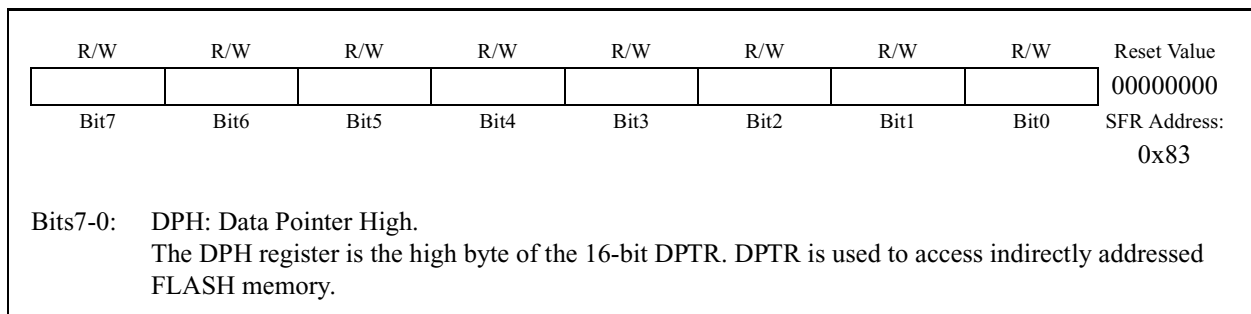 R/W R/W R/W R/W R/W R/W R/W R/W Reset Value
00000000
Bit7 Bit6 Bit5 Bit4 Bit3 Bit2 Bit1 Bit0 SFR Address:
0x83
Bits7-0: DPH: Data Pointer High.
The DPH register is the high byte of the 16-bit DPTR. DPTR is used to access indirectly addressed
FLASH memory.